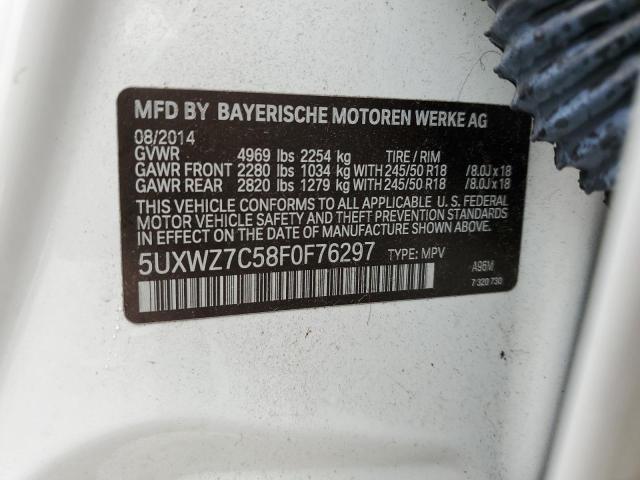 MFD BY BAYERISCHE MOTOREN WERKE AG
08/2014
GVWR 4969 lbs 2254 kg TIRE / RIM
GAWR FRONT 2280 lbs 1034 kg WITH 245/50 R18 /8.0J x 18
GAWR REAR 2820 lbs 1279 kg WITH 245/50 R18 /8.0J x 18
THIS VEHICLE CONFORMS TO ALL APPLICABLE U. S. FEDERAL
MOTOR VEHICLE SAFETY AND THEFT PREVENTION STANDARDS
IN EFFECT ON THE DATE OF MANUFACTURE SHOWN ABOVE.
5UXWZ7C58F0F76297 TYPE: MPV
A96M
7 320 730